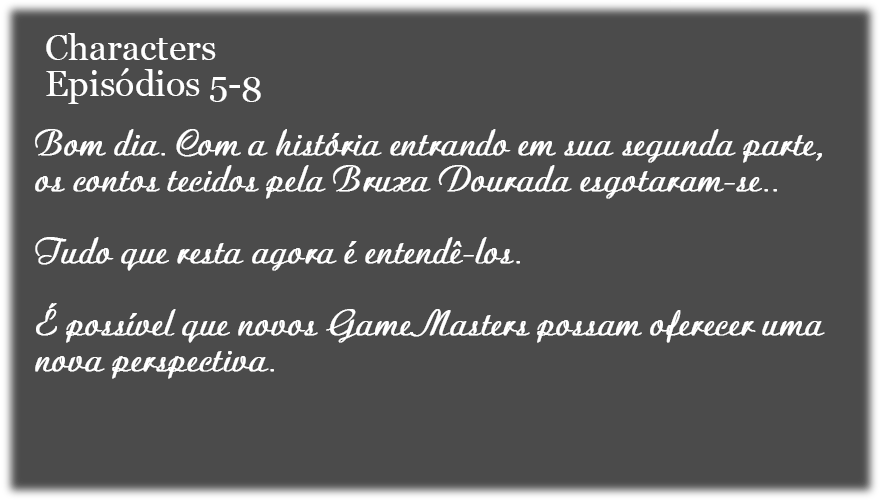 Characters
Episódios 5-8
Bom dia. Com a história entrando em sua segunda parte,
os contos tecidos pela Bruxa Dourada esgotaram-se..
Tudo que resta agora é entendê-los.
É possível que novos GameMasters possam oferecer uma
nova perspectiva.